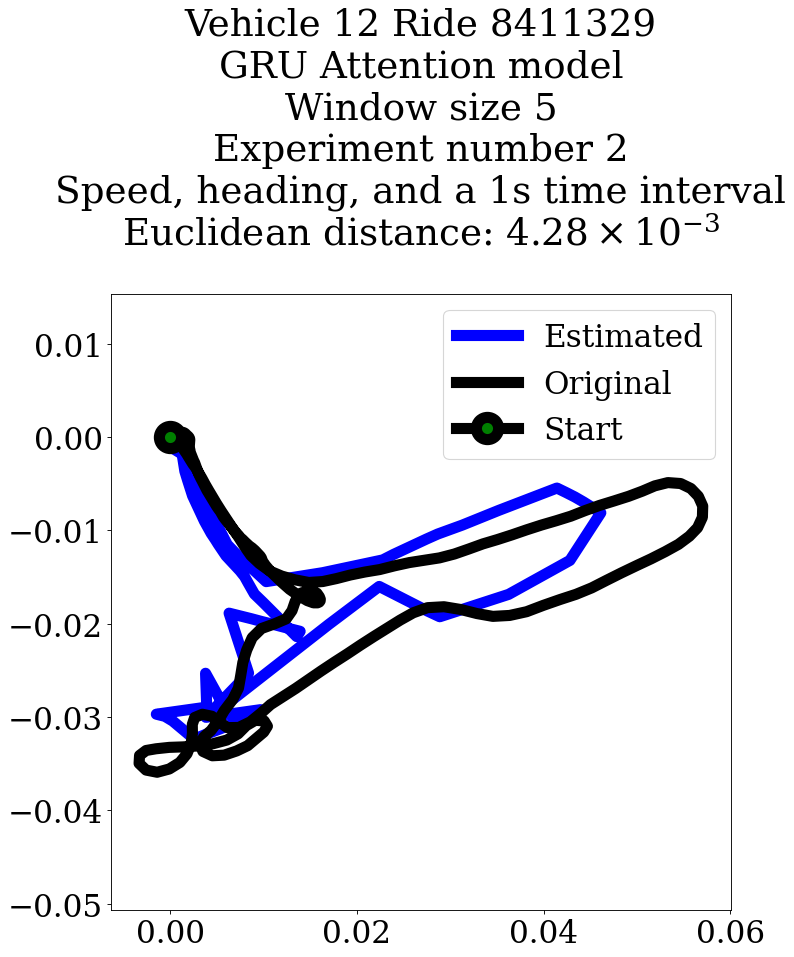 Vehicle 12 Ride 8411329
GRU Attention model
Window size 5
Experiment number 2
Speed, heading, and a 1s time interval
Euclidean distance: 4.28 × 10⁻³
Estimated
Original
Start
0.01
0.00
−0.01
−0.02
−0.03
−0.04
−0.05
0.00 0.02 0.04 0.06